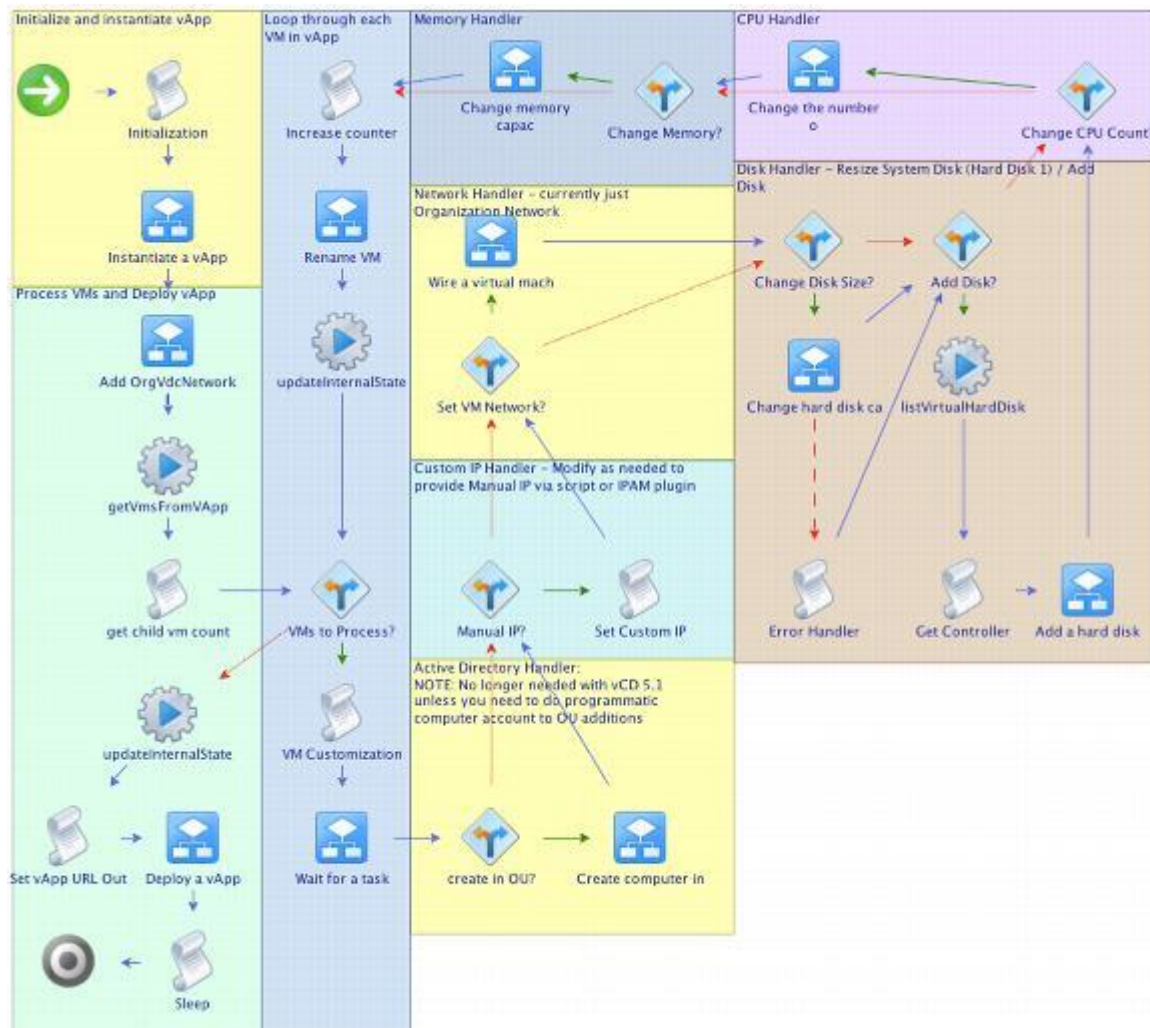 Initialize and instantiate vApp
Initialization
Instantiate a vApp
Process VMs and Deploy vApp
Add OrgVdcNetwork
getVmsFromVApp
get child vm count
updateInternalState
Set vApp URL Out
Deploy a vApp
Sleep
Loop through each
VM in vApp
Increase counter
Rename VM
updateInternalState
VMs to Process?
VM Customization
Wait for a task
Memory Handler
Change memory
capac
Change Memory?
Network Handler - currently just
Organization Network
Wire a virtual mach
Set VM Network?
Custom IP Handler - Modify as needed to
provide Manual IP via script or IPAM plugin
Manual IP?
Set Custom IP
Active Directory Handler:
NOTE: No longer needed with vCD 5.1
unless you need to do programmatic
computer account to OU additions
create in OU?
Create computer in
CPU Handler
Change the number
o
Change CPU Count
Disk Handler - Resize System Disk (Hard Disk 1) / Add
Disk
Change Disk Size?
Add Disk?
Change hard disk ca
listVirtualHardDisk
Error Handler
Get Controller
Add a hard disk